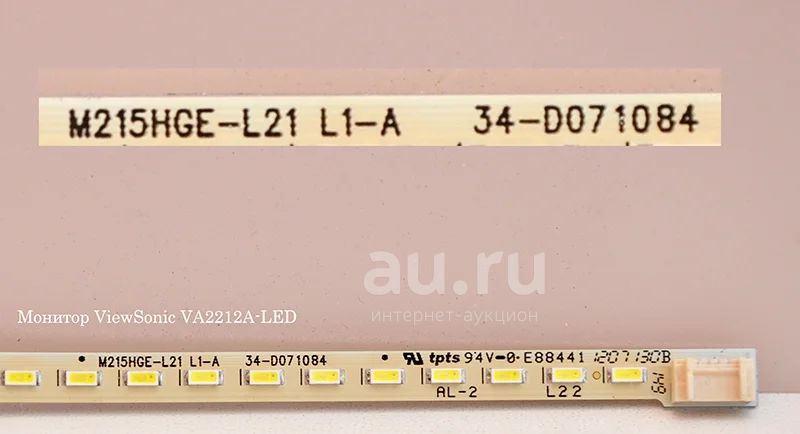 M215HGE-L21 L1-A 34-D071084
au.ru
интернет-аукцион
Монитор ViewSonic VA2212A-LED
M215HGE-L21 L1-A 34-D071084 tpts 94V-0 E88441 1207130B
AL-2 L22